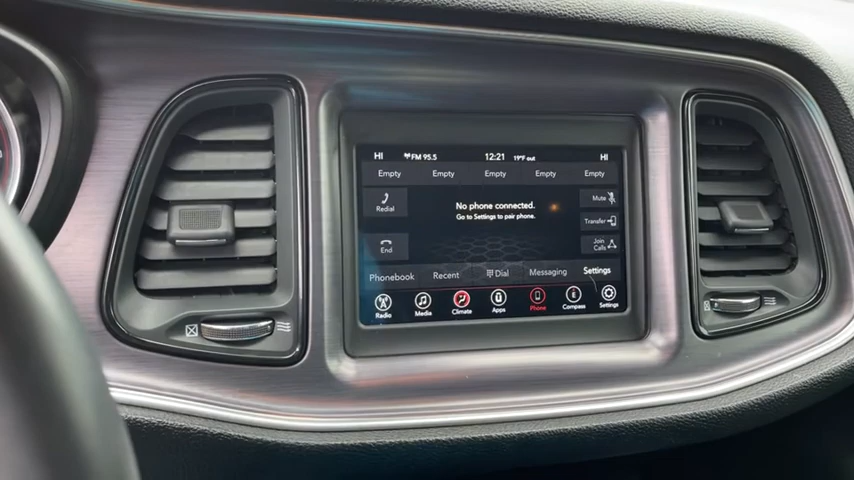 HI FM 95.5 12:21 19°F out HI
Empty Empty Empty Empty Empty
Redial
No phone connected.
Go to Settings to pair phone.
Mute
Transfer
End
Join
Calls
Phonebook Recent Dial Messaging Settings
Radio Media Climate Apps Phone Compass Settings